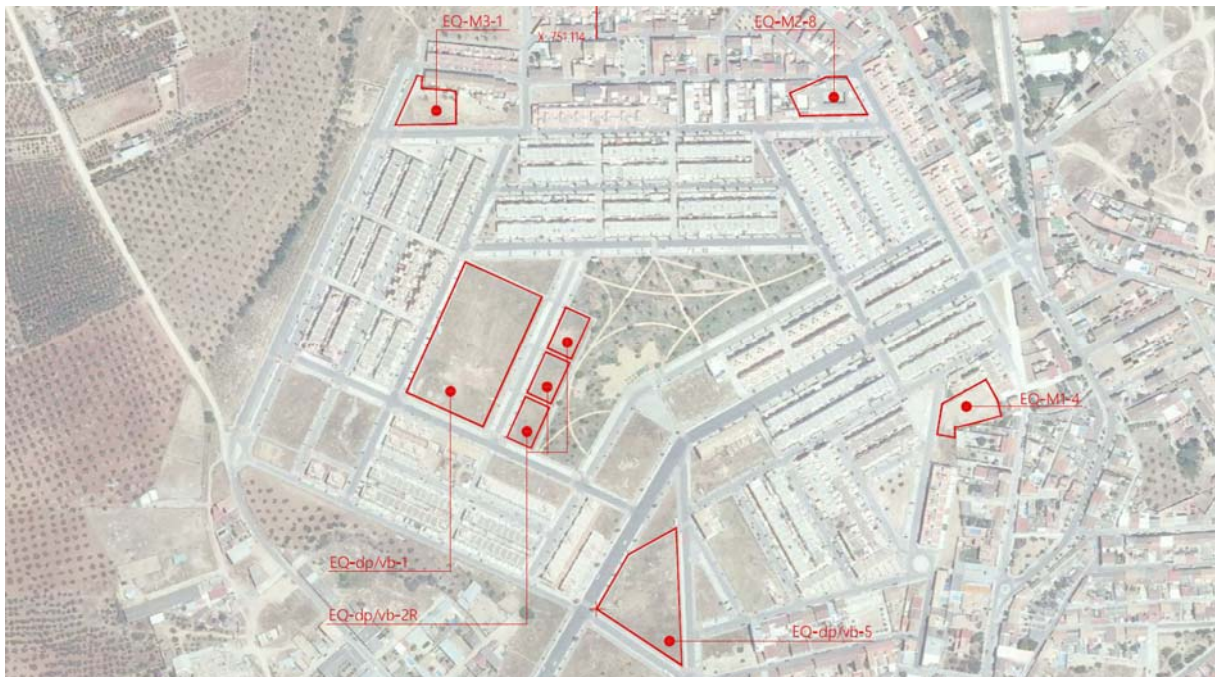 EQ-M3-1
EQ-M2-8
X: 751.114
EQ-M1-4
EQ-dp/vb-1
EQ-dp/vb-2R
EQ-dp/vb-5